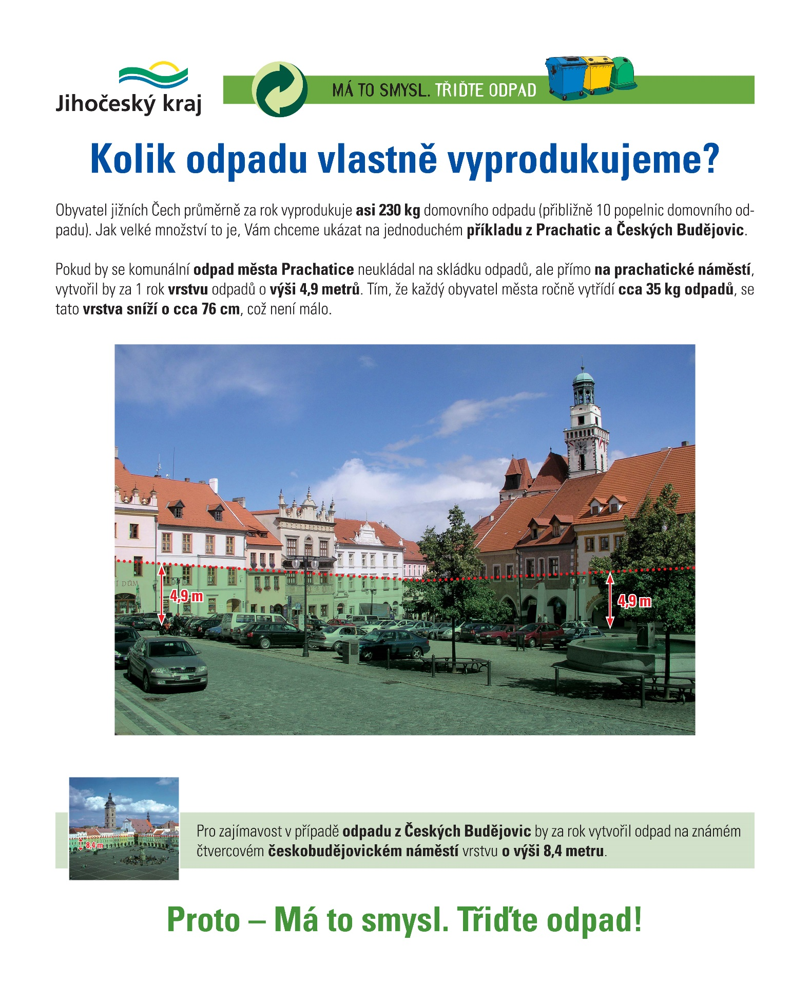 Jihočeský kraj
MÁ TO SMYSL. TŘIĎTE ODPAD
Kolik odpadu vlastně vyprodukujeme?
Obyvatel jižních Čech průměrně za rok vyprodukuje asi 230 kg domovního odpadu (přibližně 10 popelnic domovního od-
padu). Jak velké množství to je, Vám chceme ukázat na jednoduchém příkladu z Prachatic a Českých Budějovic.
Pokud by se komunální odpad města Prachatice neukládal na skládku odpadů, ale přímo na prachatické náměstí,
vytvořil by za 1 rok vrstvu odpadů o výši 4,9 metrů. Tím, že každý obyvatel města ročně vytřídí cca 35 kg odpadů, se
tato vrstva sníží o cca 76 cm, což není málo.
DŮM
4,9 m
4,9 m
8,4 m
Pro zajímavost v případě odpadu z Českých Budějovic by za rok vytvořil odpad na známém
čtvercovém českobudějovickém náměstí vrstvu o výši 8,4 metru.
Proto – Má to smysl. Třiďte odpad!